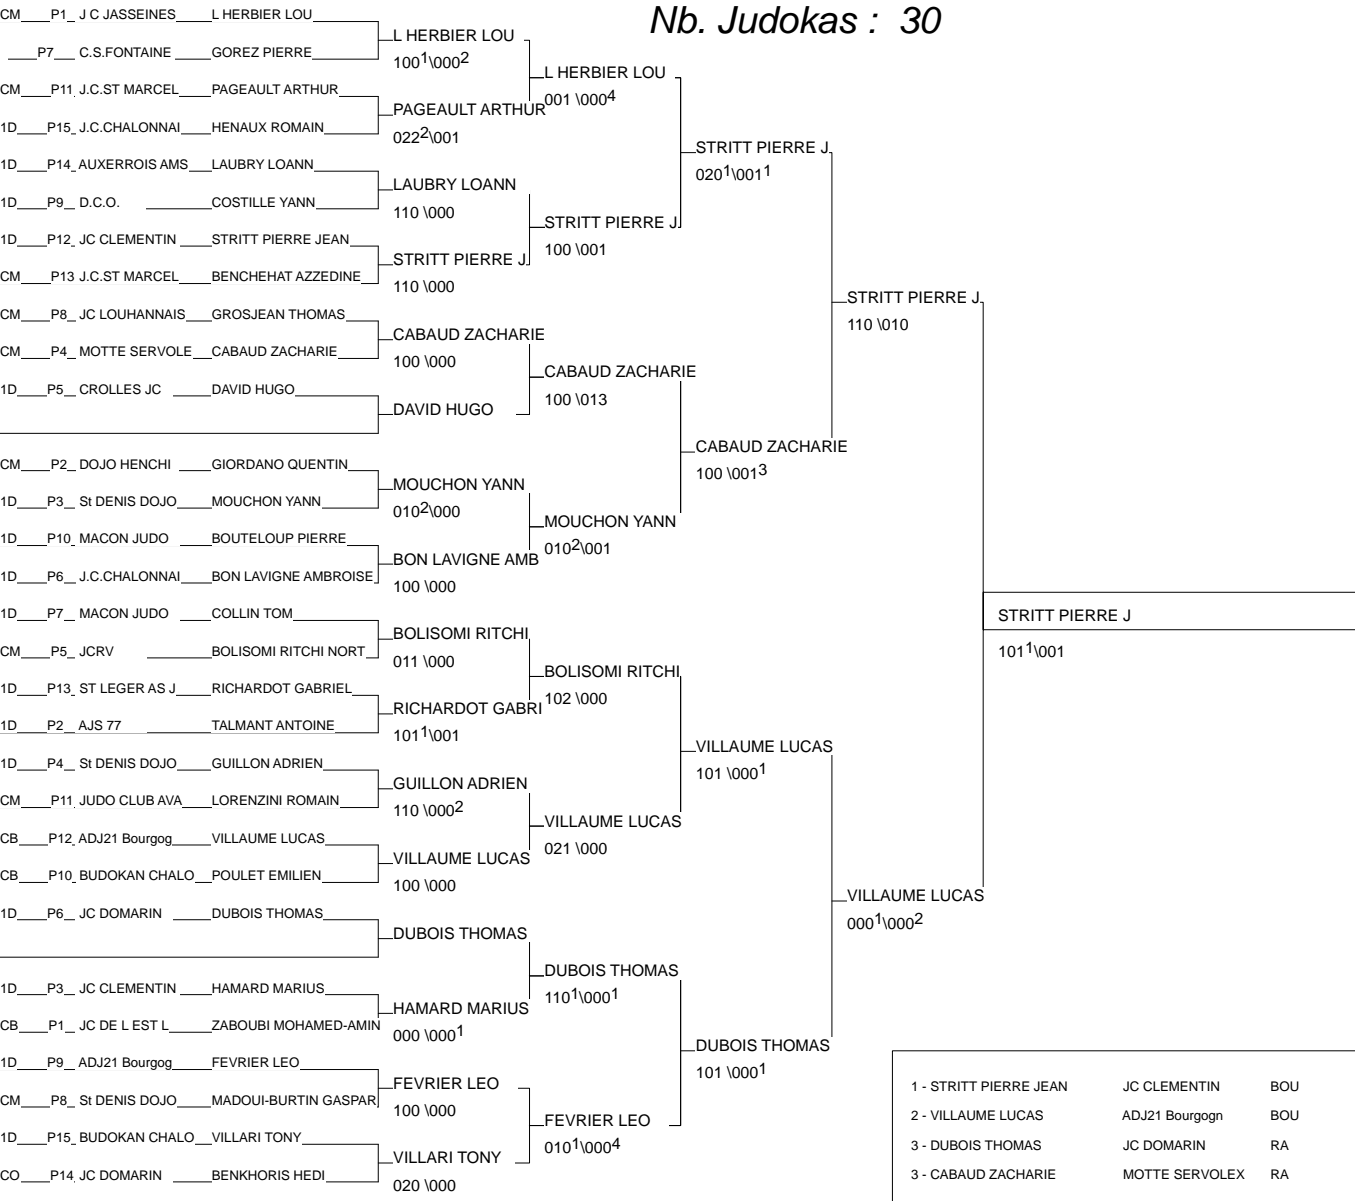 Nb. Judokas : 30
CM P1 J C JASSEINES L HERBIER LOU
P7 C.S.FONTAINE GOREZ PIERRE
CM P11 J.C.ST MARCEL PAGEAULT ARTHUR
1D P15 J.C.CHALONNAI HENAUX ROMAIN
1D P14 AUXERROIS AMS LAUBRY LOANN
1D P9 D.C.O. COSTILLE YANN
1D P12 JC CLEMENTIN STRITT PIERRE JEAN
CM P13 J.C.ST MARCEL BENCHEHAT AZZEDINE
CM P8 JC LOUHANNAIS GROSJEAN THOMAS
CM P4 MOTTE SERVOLE CABAUD ZACHARIE
1D P5 CROLLES JC DAVID HUGO
CM P2 DOJO HENCHI GIORDANO QUENTIN
1D P3 St DENIS DOJO MOUCHON YANN
1D P10 MACON JUDO BOUTELOUP PIERRE
1D P6 J.C.CHALONNAI BON LAVIGNE AMBROISE
1D P7 MACON JUDO COLLIN TOM
CM P5 JCRV BOLISOMI RITCHI NORT
1D P13 ST LEGER AS J RICHARDOT GABRIEL
1D P2 AJS 77 TALMANT ANTOINE
1D P4 St DENIS DOJO GUILLON ADRIEN
CM P11 JUDO CLUB AVA LORENZINI ROMAIN
CB P12 ADJ21 Bourgog VILLAUME LUCAS
CB P10 BUDOKAN CHALO POULET EMILIEN
1D P6 JC DOMARIN DUBOIS THOMAS
1D P3 JC CLEMENTIN HAMARD MARIUS
CB P1 JC DE L EST L ZABOUBI MOHAMED-AMIN
1D P9 ADJ21 Bourgog FEVRIER LEO
CM P8 St DENIS DOJO MADOUI-BURTIN GASPAR
1D P15 BUDOKAN CHALO VILLARI TONY
CO P14 JC DOMARIN BENKHORIS HEDI
L HERBIER LOU
100¹\000²
PAGEAULT ARTHUR
022²\001
LAUBRY LOANN
110 \000
STRITT PIERRE J
110 \000
CABAUD ZACHARIE
100 \000
DAVID HUGO
MOUCHON YANN
010²\000
BON LAVIGNE AMB
100 \000
BOLISOMI RITCHI
011 \000
RICHARDOT GABRI
101¹\001
GUILLON ADRIEN
110 \000²
VILLAUME LUCAS
100 \000
DUBOIS THOMAS
HAMARD MARIUS
000 \000¹
FEVRIER LEO
100 \000
VILLARI TONY
020 \000
L HERBIER LOU
001 \000⁴
STRITT PIERRE J
100 \001
CABAUD ZACHARIE
100 \013
MOUCHON YANN
010²\001
BOLISOMI RITCHI
102 \000
VILLAUME LUCAS
021 \000
DUBOIS THOMAS
110¹\000¹
FEVRIER LEO
010¹\000⁴
STRITT PIERRE J
020¹\001¹
CABAUD ZACHARIE
100 \001³
VILLAUME LUCAS
101 \000¹
DUBOIS THOMAS
101 \000¹
STRITT PIERRE J
110 \010
VILLAUME LUCAS
000¹\000²
STRITT PIERRE J
101¹\001
1 - STRITT PIERRE JEAN JC CLEMENTIN BOU
2 - VILLAUME LUCAS ADJ21 Bourgogn BOU
3 - DUBOIS THOMAS JC DOMARIN RA
3 - CABAUD ZACHARIE MOTTE SERVOLEX RA